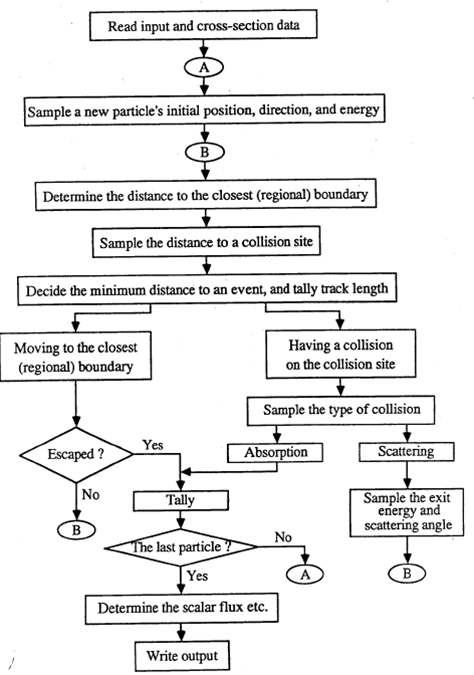 Read input and cross-section data
A
Sample a new particle's initial position, direction, and energy
B
Determine the distance to the closest (regional) boundary
Sample the distance to a collision site
Decide the minimum distance to an event, and tally track length
Moving to the closest
(regional) boundary
Having a collision
on the collision site
Sample the type of collision
Escaped ?
Yes
Absorption
Scattering
No
B
Tally
Sample the exit
energy and
scattering angle
The last particle ?
No
A
B
Yes
Determine the scalar flux etc.
Write output